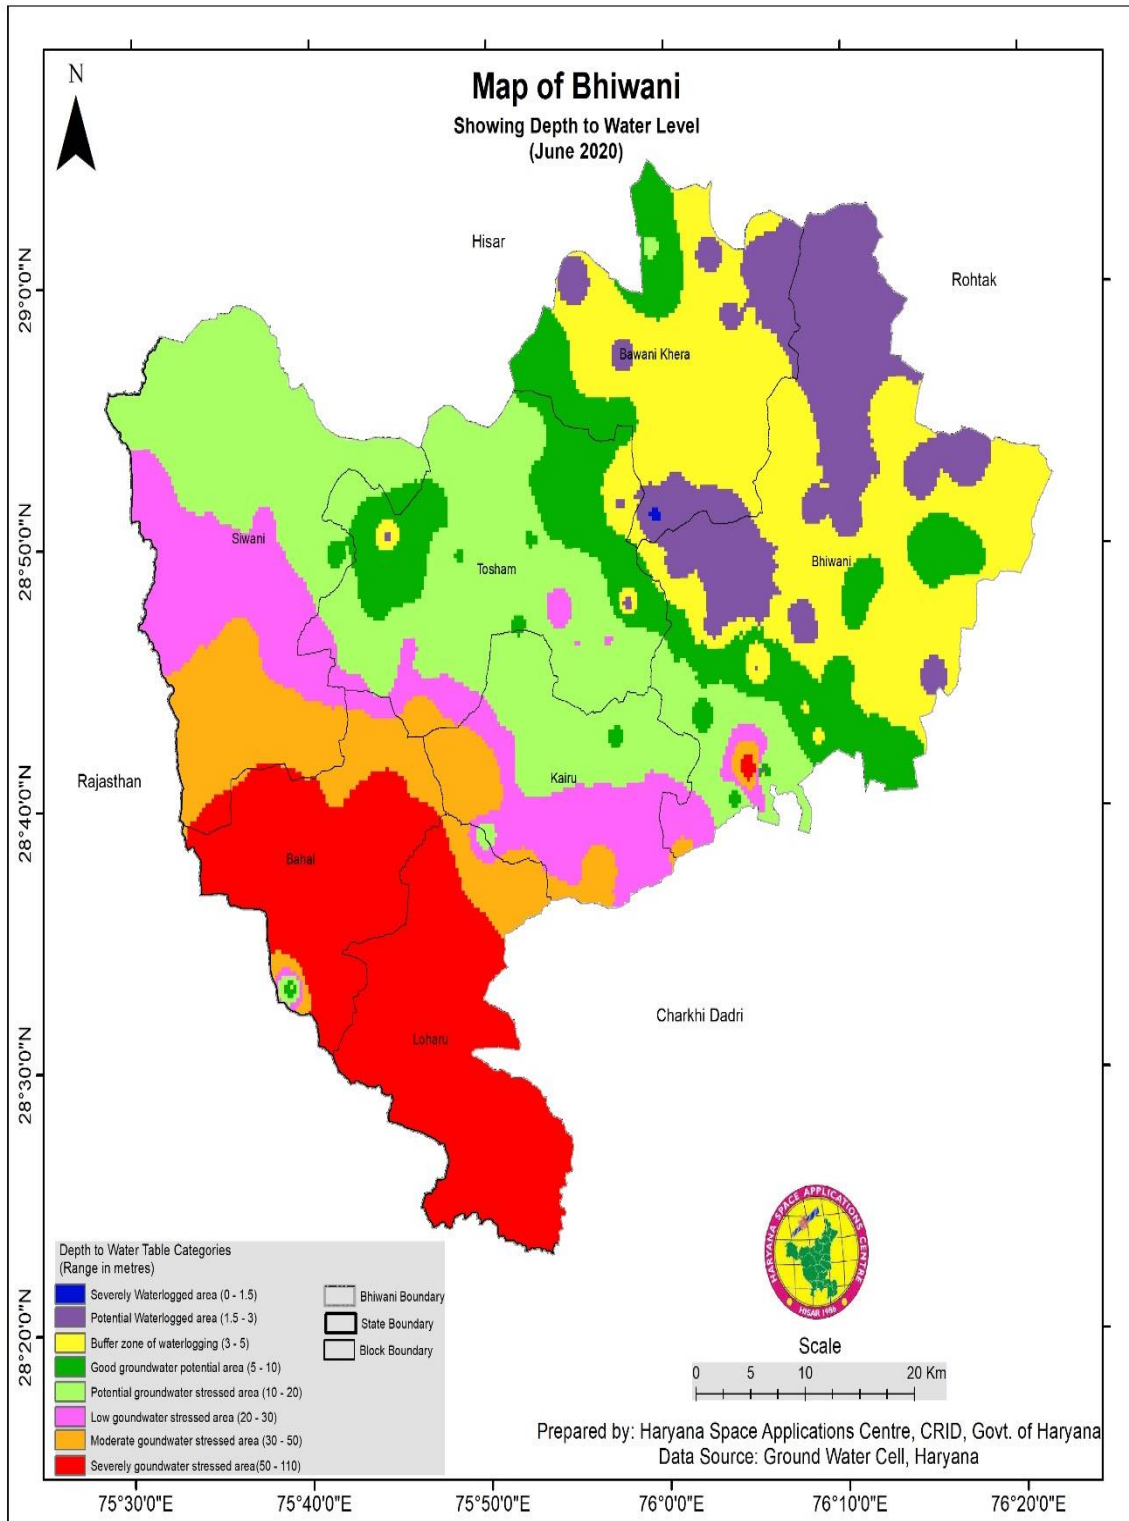 Map of Bhiwani
Showing Depth to Water Level
(June 2020)
N
Hisar
Rohtak
Bawani Khera
Siwani
Tosham
Bhiwani
Rajasthan
Kairu
Bahal
Charkhi Dadri
Loharu
29°0'0"N
28°50'0"N
28°40'0"N
28°30'0"N
28°20'0"N
Depth to Water Table Categories
(Range in metres)
Severely Waterlogged area (0 - 1.5)
Potential Waterlogged area (1.5 - 3)
Buffer zone of waterlogging (3 - 5)
Good groundwater potential area (5 - 10)
Potential groundwater stressed area (10 - 20)
Low goundwater stressed area (20 - 30)
Moderate goundwater stressed area (30 - 50)
Severely goundwater stressed area(50 - 110)
Bhiwani Boundary
State Boundary
Block Boundary
HARYANA SPACE APPLICATIONS CENTRE
HISAR 1986
Scale
0 5 10 20 Km
Prepared by: Haryana Space Applications Centre, CRID, Govt. of Haryana
Data Source: Ground Water Cell, Haryana
75°30'0"E 75°40'0"E 75°50'0"E 76°0'0"E 76°10'0"E 76°20'0"E